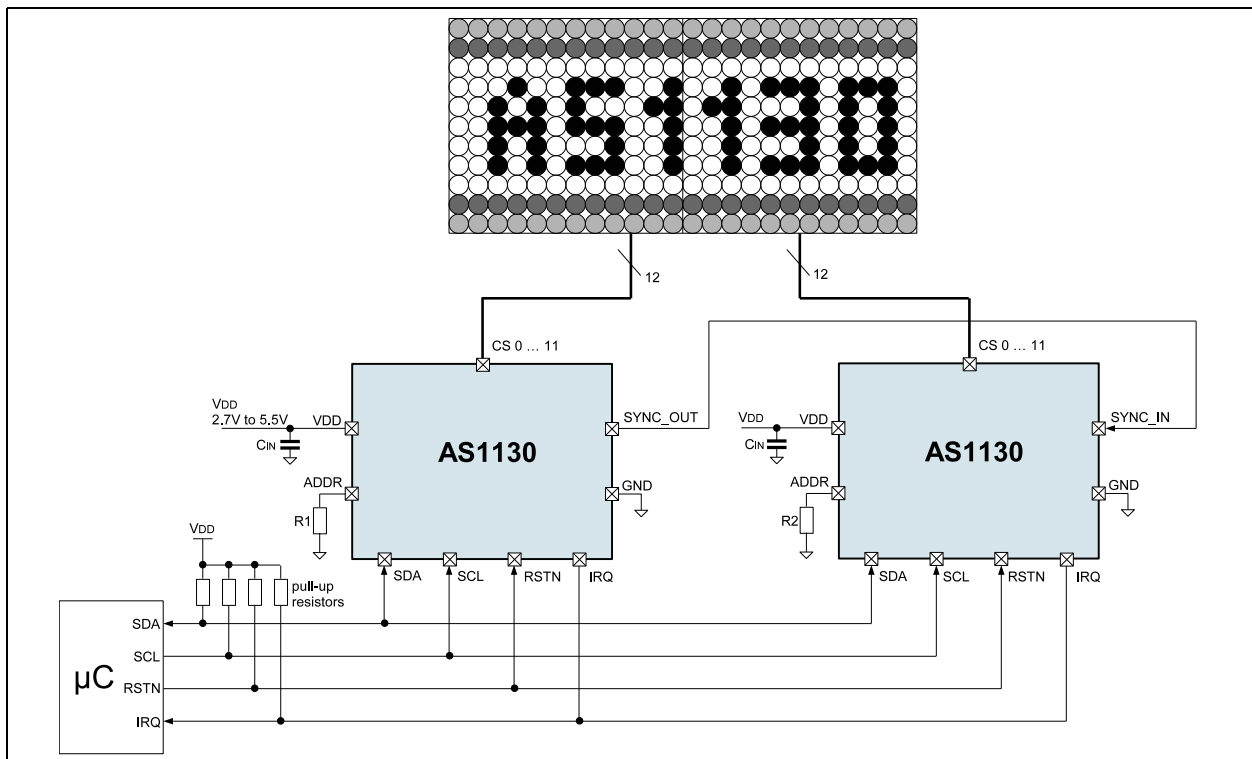 AS1130
12
12
CS 0 ... 11
CS 0 ... 11
VDD
2.7V to 5.5V
VDD
SYNC_OUT
VDD
VDD
SYNC_IN
CIN
AS1130
CIN
AS1130
ADDR
GND
ADDR
GND
R1
R2
VDD
SDA
SCL
RSTN
IRQ
SDA
SCL
RSTN
IRQ
pull-up
resistors
SDA
SCL
µC
RSTN
IRQ